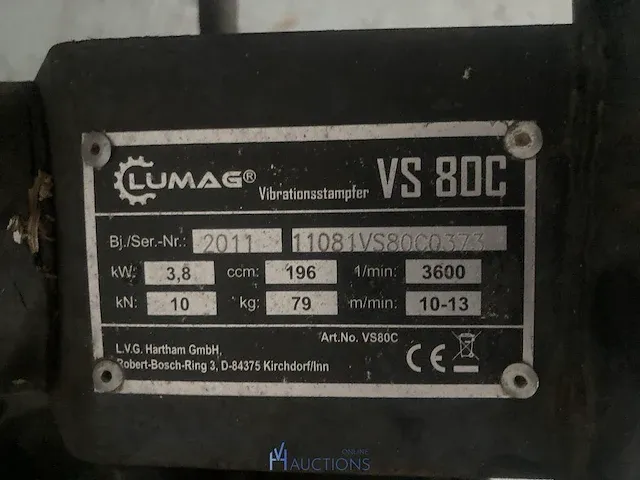 LUMAG® Vibrationsstampfer VS 80C
Bj./Ser.-Nr.: 2011 11081VS80C0373
kW: 3,8 ccm: 196 1/min: 3600
kN: 10 kg: 79 m/min: 10-13
Art.No. VS80C
L.V.G. Hartham GmbH,
Robert-Bosch-Ring 3, D-84375 Kirchdorf/Inn
CE
ONLINE
VH AUCTIONS